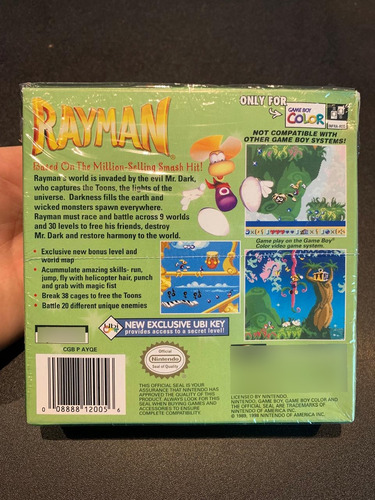 ONLY FOR
GAME BOY
COLOR
RAYMAN
NOT COMPATIBLE WITH
OTHER GAME BOY SYSTEMS!
Based On The Million-Selling Smash Hit!
Rayman's world is invaded by the evil Mr. Dark,
who captures the Toons, the lights of the
universe. Darkness fills the earth and
wicked monsters spawn everywhere.
Rayman must race and battle across 9 worlds
and 30 levels to free his friends, destroy
Mr. Dark and restore harmony to the world.
Game play on the Game Boy®
Color video game system.
• Exclusive new bonus level and
world map
• Acummulate amazing skills- run,
jump, fly with helicopter hair, punch
and grab with magic fist
• Break 38 cages to free the Toons
• Battle 20 different unique enemies
Ubi Key
NEW EXCLUSIVE UBI KEY
provides access to a secret level!
CGB P AYQE
Official
Nintendo
Seal of Quality
0 08888 12005 6
THIS OFFICIAL SEAL IS YOUR
ASSURANCE THAT NINTENDO HAS
APPROVED THE QUALITY OF THIS
PRODUCT. ALWAYS LOOK FOR THIS
SEAL WHEN BUYING GAMES AND
ACCESSORIES TO ENSURE
COMPLETE COMPATIBILITY.
LICENSED BY NINTENDO.
NINTENDO, GAME BOY, GAME BOY COLOR AND
THE OFFICIAL SEAL ARE TRADEMARKS OF
NINTENDO OF AMERICA INC.
© 1989, 1998 NINTENDO OF AMERICA INC.